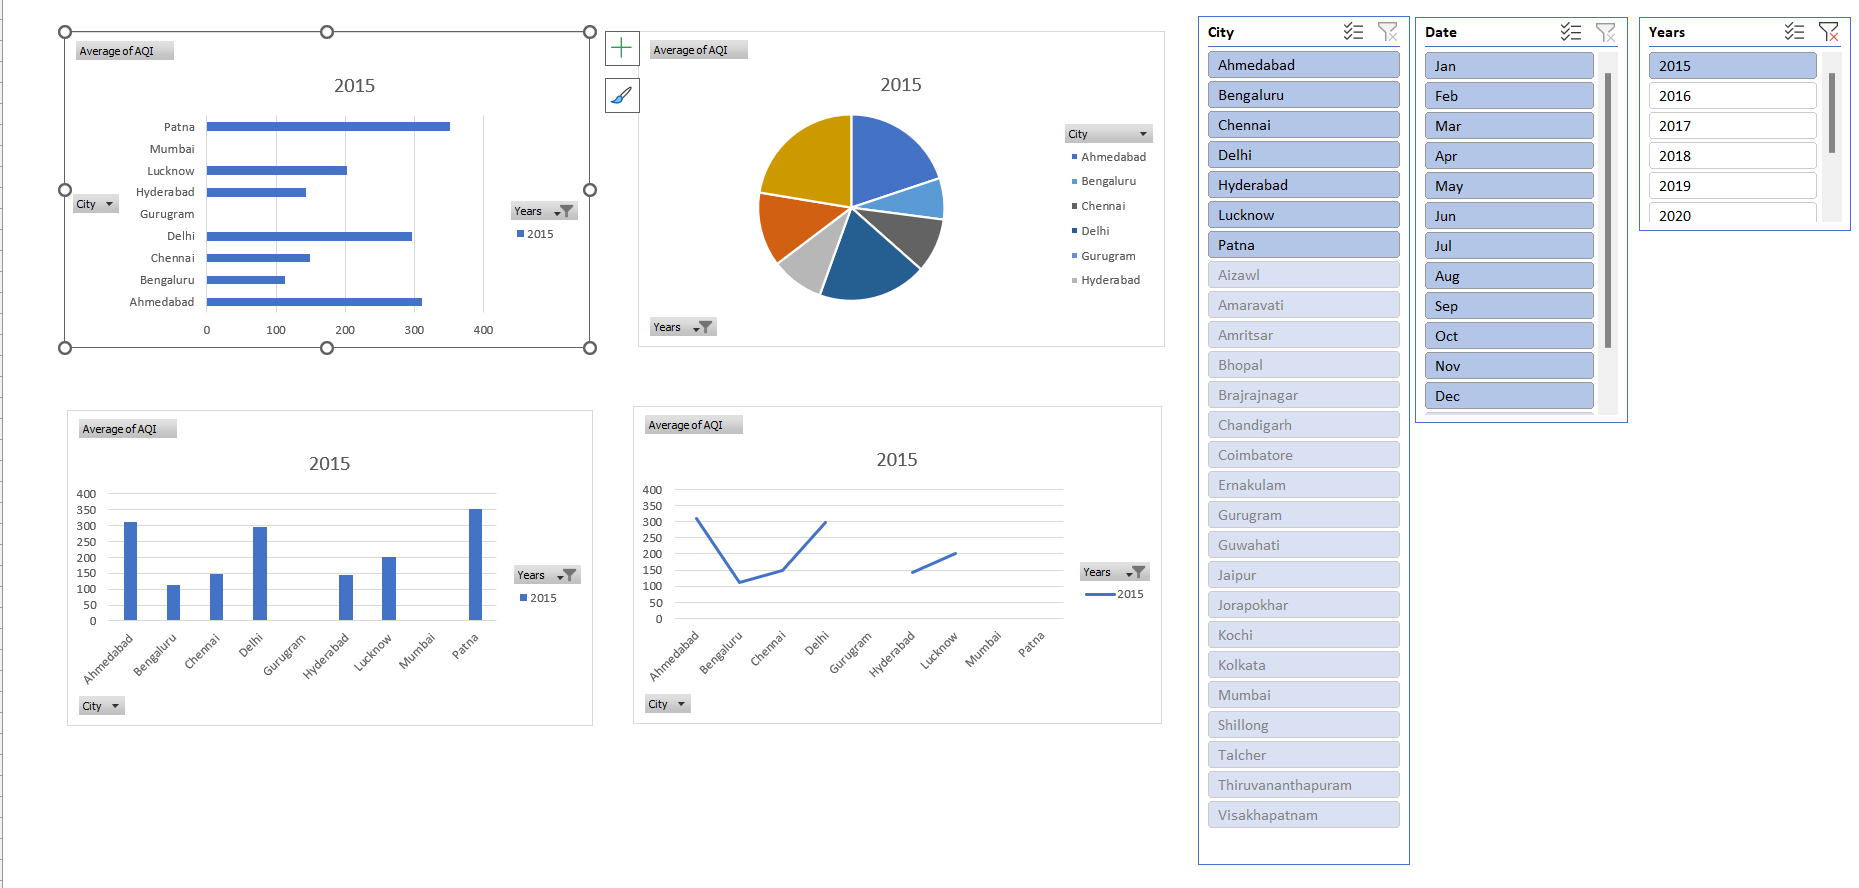 Average of AQI
2015
Patna
Mumbai
Lucknow
Hyderabad
Gurugram
Delhi
Chennai
Bengaluru
Ahmedabad
City
0 100 200 300 400
Years
2015
Average of AQI
2015
City
Ahmedabad
Bengaluru
Chennai
Delhi
Gurugram
Hyderabad
Years
Average of AQI
2015
400
350
300
250
200
150
100
50
0
Ahmedabad
Bengaluru
Chennai
Delhi
Gurugram
Hyderabad
Lucknow
Mumbai
Patna
Years
2015
City
Average of AQI
2015
400
350
300
250
200
150
100
50
0
Ahmedabad
Bengaluru
Chennai
Delhi
Gurugram
Hyderabad
Lucknow
Mumbai
Patna
Years
2015
City
City
Ahmedabad
Bengaluru
Chennai
Delhi
Hyderabad
Lucknow
Patna
Aizawl
Amaravati
Amritsar
Bhopal
Brajrajnagar
Chandigarh
Coimbatore
Ernakulam
Gurugram
Guwahati
Jaipur
Jorapokhar
Kochi
Kolkata
Mumbai
Shillong
Talcher
Thiruvananthapuram
Visakhapatnam
Date
Jan
Feb
Mar
Apr
May
Jun
Jul
Aug
Sep
Oct
Nov
Dec
Years
2015
2016
2017
2018
2019
2020